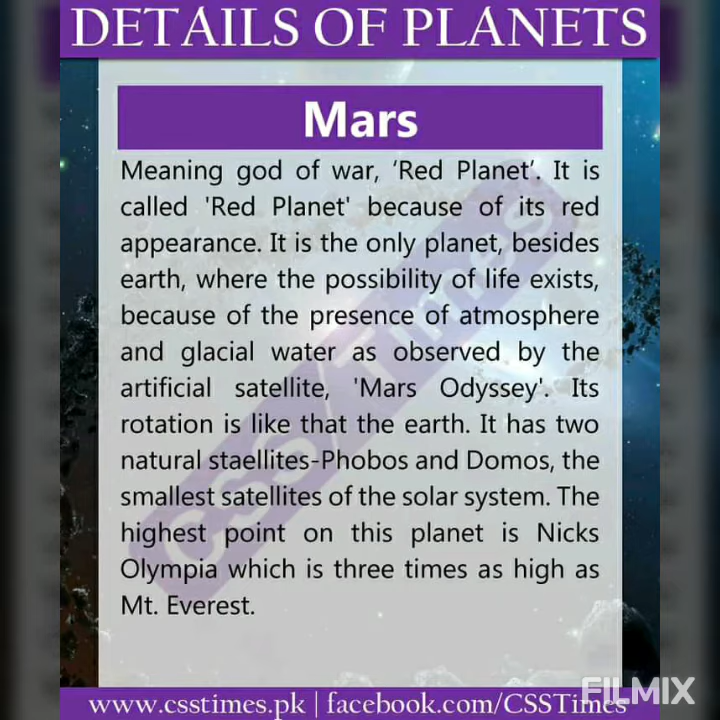 DETAILS OF PLANETS
Mars
Meaning god of war, ‘Red Planet’. It is
called 'Red Planet' because of its red
appearance. It is the only planet, besides
earth, where the possibility of life exists,
because of the presence of atmosphere
and glacial water as observed by the
artificial satellite, 'Mars Odyssey'. Its
rotation is like that the earth. It has two
natural staellites-Phobos and Domos, the
smallest satellites of the solar system. The
highest point on this planet is Nicks
Olympia which is three times as high as
Mt. Everest.
CSS/Times
www.csstimes.pk | facebook.com/CSSTimes
FILMIX